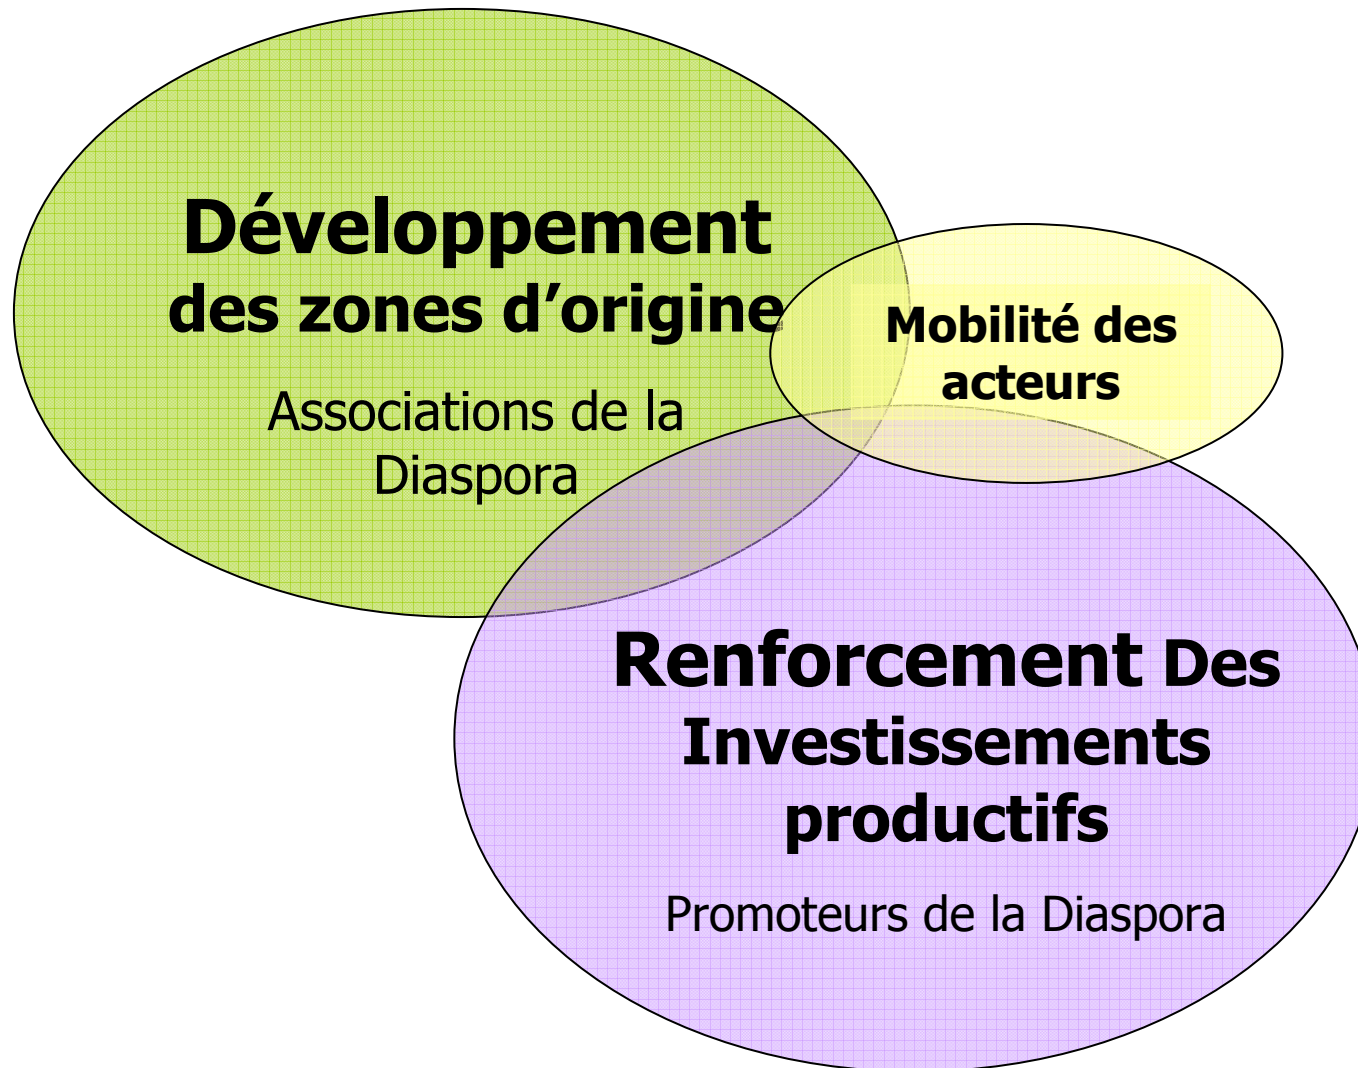 Développement
des zones d’origine
Associations de la
Diaspora
Mobilité des
acteurs
Renforcement Des
Investissements
productifs
Promoteurs de la Diaspora